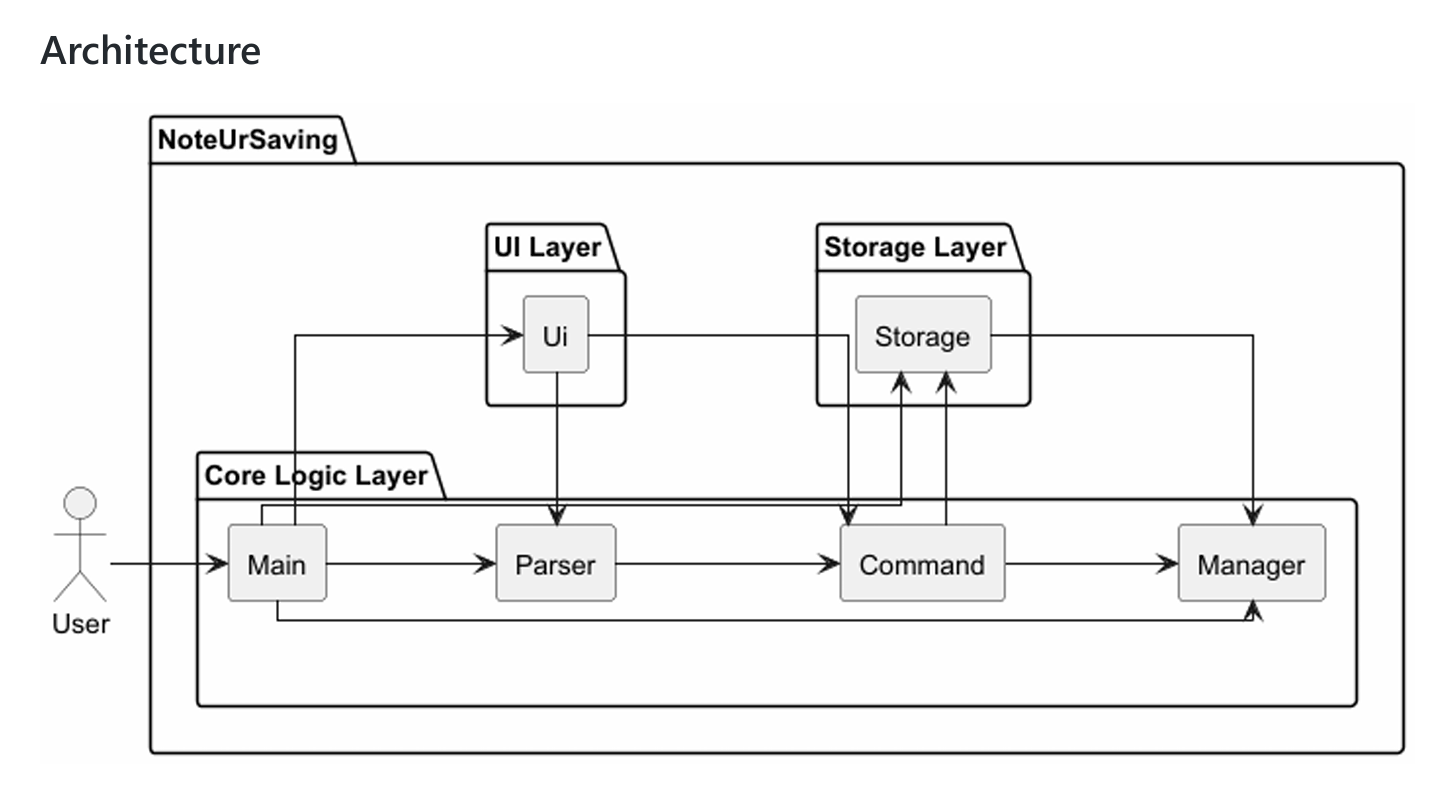 Architecture
NoteUrSaving
UI Layer
Storage Layer
Ui
Storage
Core Logic Layer
Main
Parser
Command
Manager
User